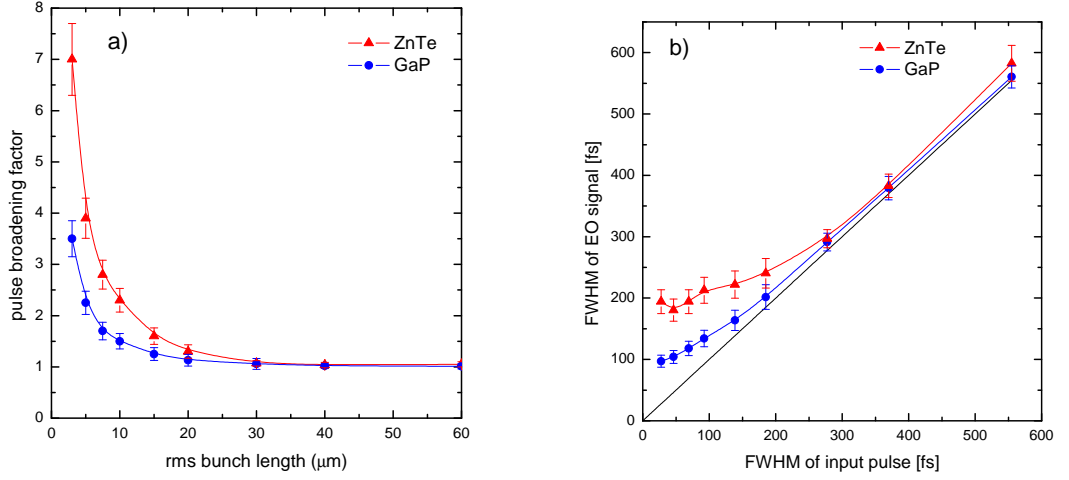 a)
ZnTe
GaP
8
7
6
5
4
3
2
1
0
0 10 20 30 40 50 60
pulse broadening factor
rms bunch length (μm)
b)
ZnTe
GaP
600
500
400
300
200
100
0
0 100 200 300 400 500 600
FWHM of EO signal [fs]
FWHM of input pulse [fs]